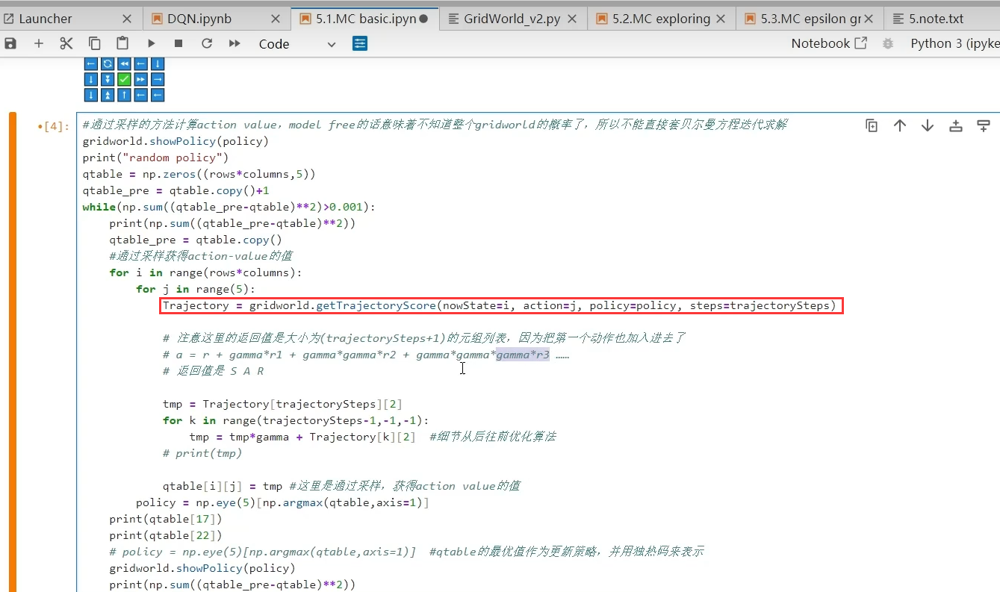 Launcher
DQN.ipynb
5.1.MC basic.ipyn
GridWorld_v2.py
5.2.MC exploring
5.3.MC epsilon gr
5.note.txt
Code
Notebook
Python 3 (ipyke
[4]:
#通过采样的方法计算action value，model free的话意味着不知道整个gridworld的概率了，所以不能直接套贝尔曼方程迭代求解
gridworld.showPolicy(policy)
print("random policy")
qtable = np.zeros((rows*columns,5))
qtable_pre = qtable.copy()+1
while(np.sum((qtable_pre-qtable)**2)>0.001):
    print(np.sum((qtable_pre-qtable)**2))
    qtable_pre = qtable.copy()
    #通过采样获得action-value的值
    for i in range(rows*columns):
        for j in range(5):
            Trajectory = gridworld.getTrajectoryScore(nowState=i, action=j, policy=policy, steps=trajectorySteps)
            # 注意这里的返回值是大小为(trajectorySteps+1)的元组列表，因为把第一个动作也加入进去了
            # a = r + gamma*r1 + gamma*gamma*r2 + gamma*gamma*gamma*r3 ……
            # 返回值是 S A R
            tmp = Trajectory[trajectorySteps][2]
            for k in range(trajectorySteps-1,-1,-1):
                tmp = tmp*gamma + Trajectory[k][2]  #细节从后往前优化算法
            # print(tmp)
            qtable[i][j] = tmp #这里是通过采样，获得action value的值
        policy = np.eye(5)[np.argmax(qtable,axis=1)]
    print(qtable[17])
    print(qtable[22])
    # policy = np.eye(5)[np.argmax(qtable,axis=1)]  #qtable的最优值作为更新策略，并用独热码来表示
    gridworld.showPolicy(policy)
    print(np.sum((qtable_pre-qtable)**2))